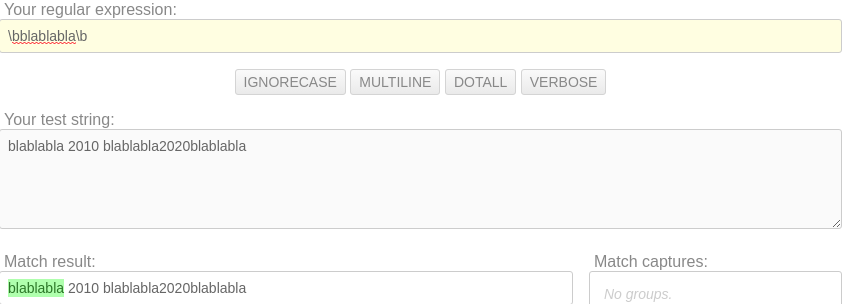 Your regular expression:
\bblablabla\b
IGNORECASE MULTILINE DOTALL VERBOSE
Your test string:
blablabla 2010 blablabla2020blablabla
Match result: Match captures:
blablabla 2010 blablabla2020blablabla No groups.